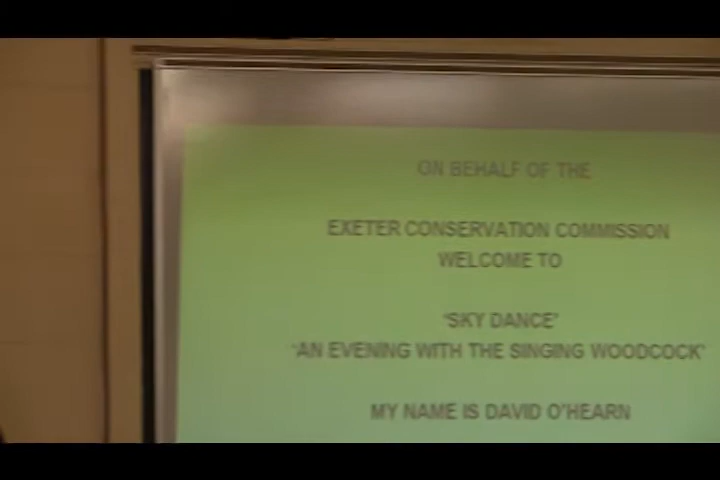 ON BEHALF OF THE
EXETER CONSERVATION COMMISSION
WELCOME TO
'SKY DANCE'
'AN EVENING WITH THE SINGING WOODCOCK'
MY NAME IS DAVID O'HEARN